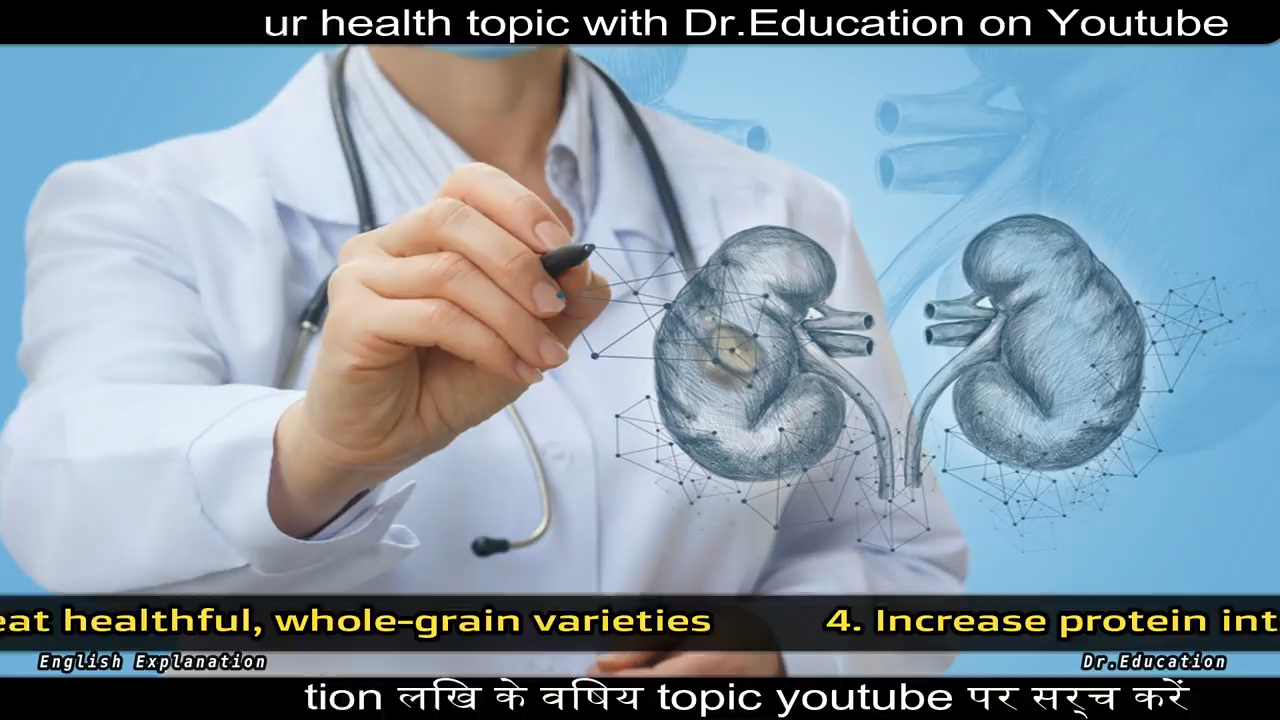 ur health topic with Dr.Education on Youtube
eat healthful, whole-grain varieties 4. Increase protein int
English Explanation Dr.Education
tion लखि के वषिय topic youtube पर सर्च करें